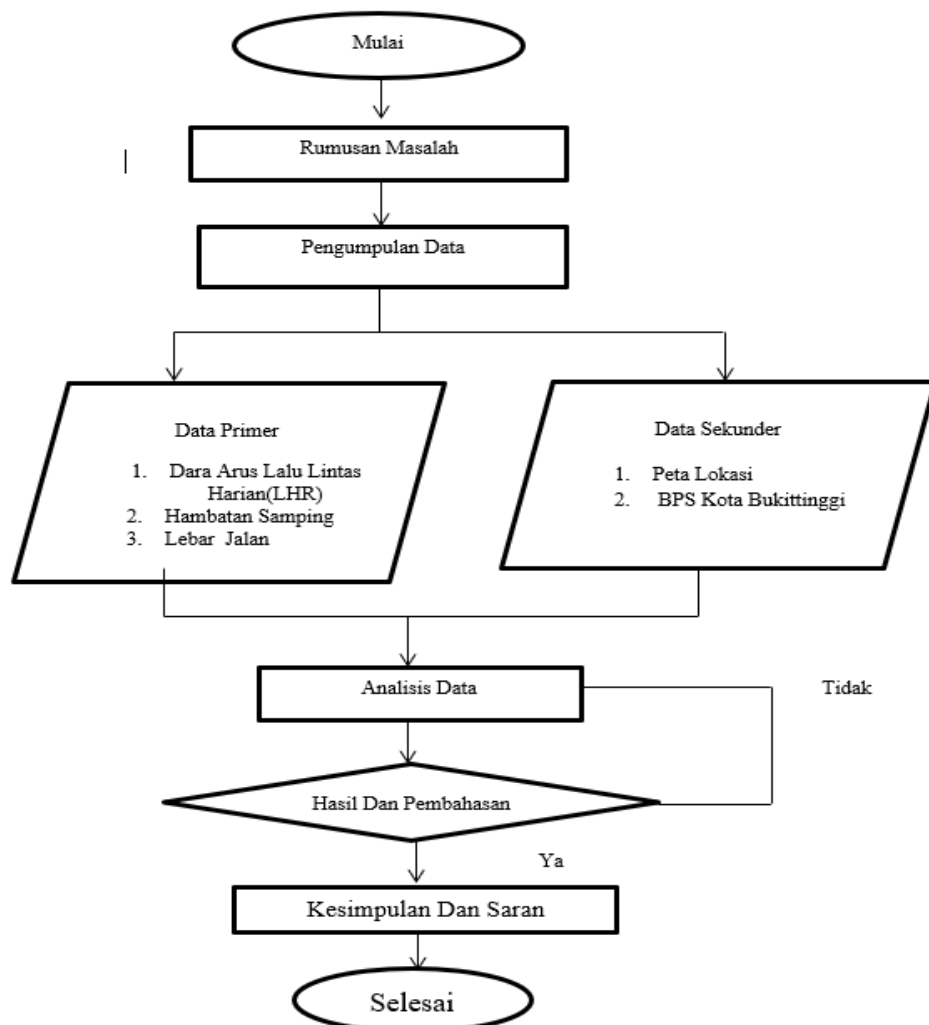 Mulai
Rumusan Masalah
Pengumpulan Data
Data Primer
1. Dara Arus Lalu Lintas
Harian(LHR)
2. Hambatan Samping
3. Lebar Jalan
Data Sekunder
1. Peta Lokasi
2. BPS Kota Bukittinggi
Analisis Data
Tidak
Hasil Dan Pembahasan
Ya
Kesimpulan Dan Saran
Selesai